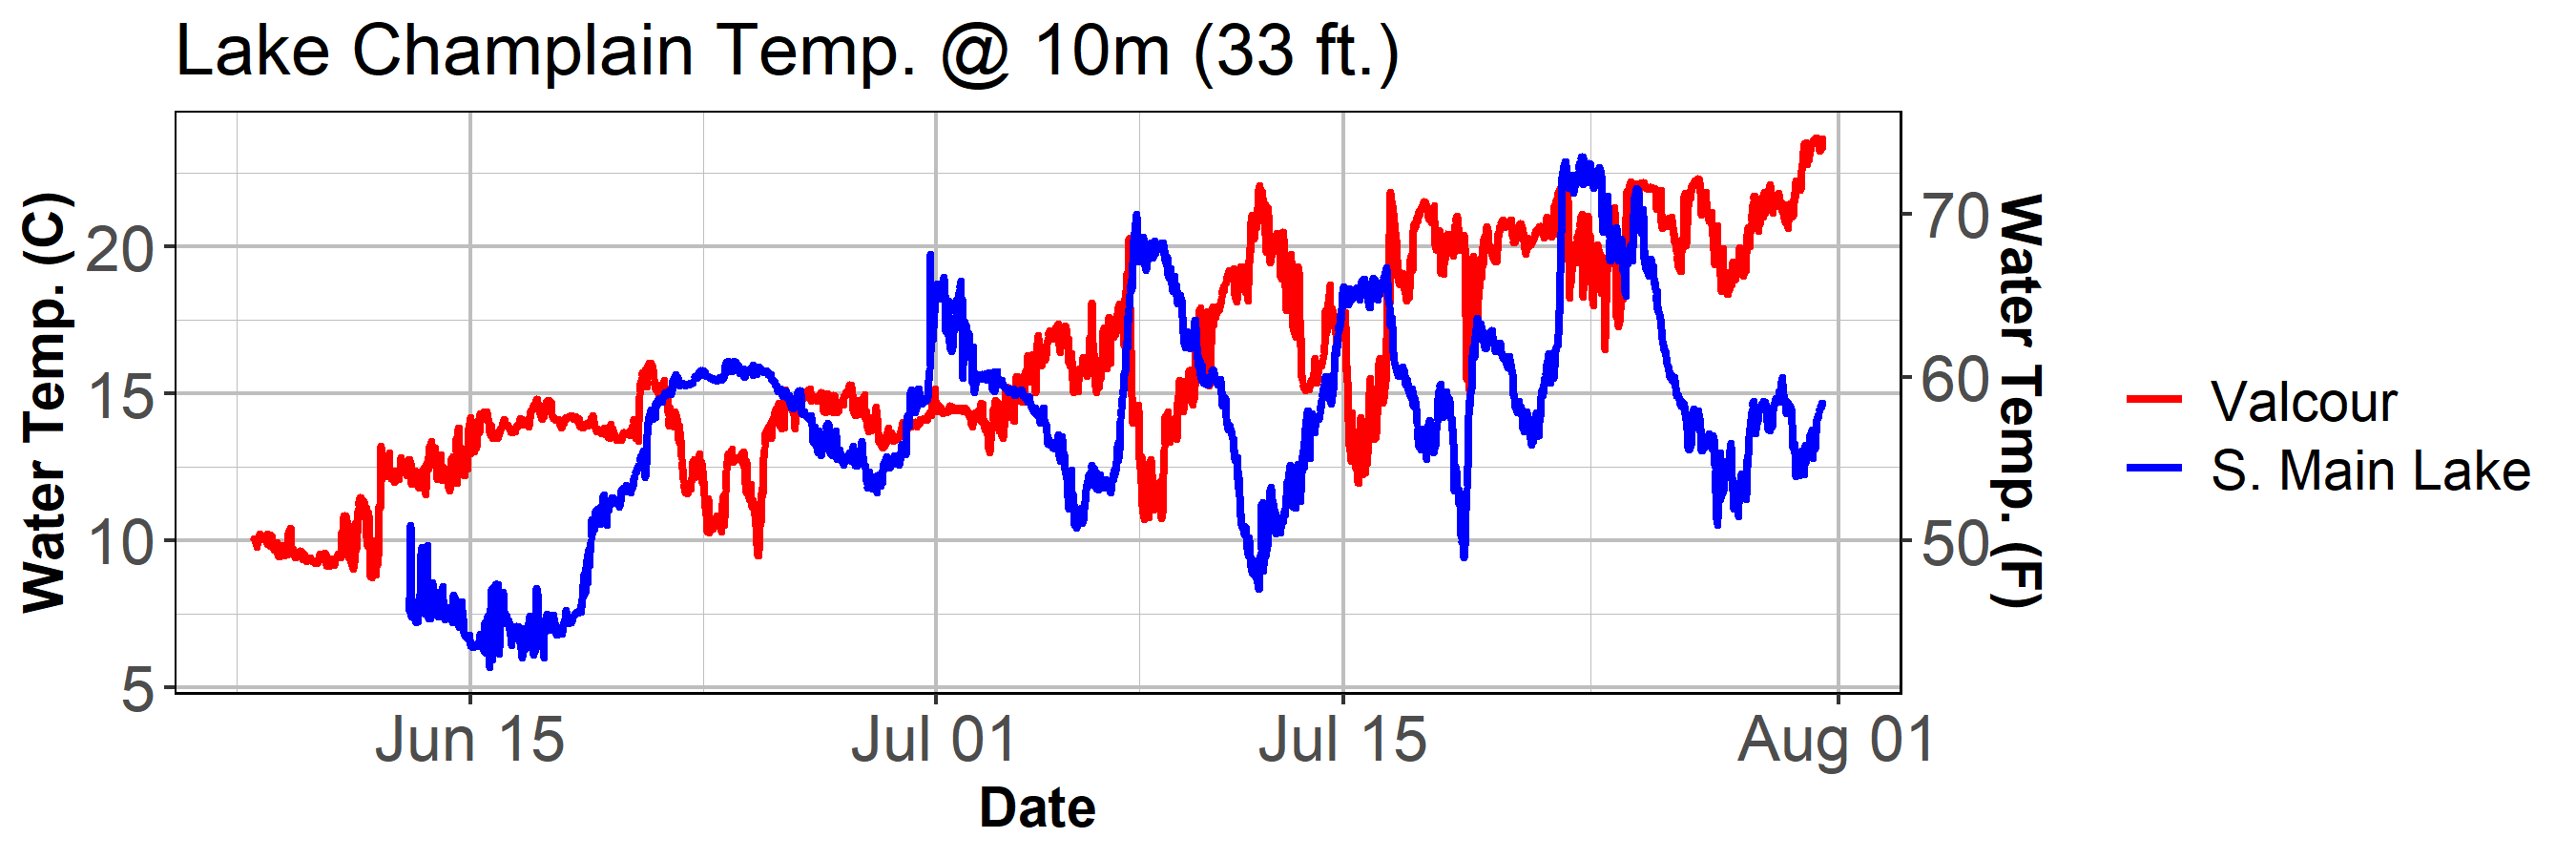 Lake Champlain Temp. @ 10m (33 ft.)
Water Temp. (C)
20
15
10
5
70
60
50
Water Temp. (F)
Jun 15
Jul 01
Jul 15
Aug 01
Date
Valcour
S. Main Lake